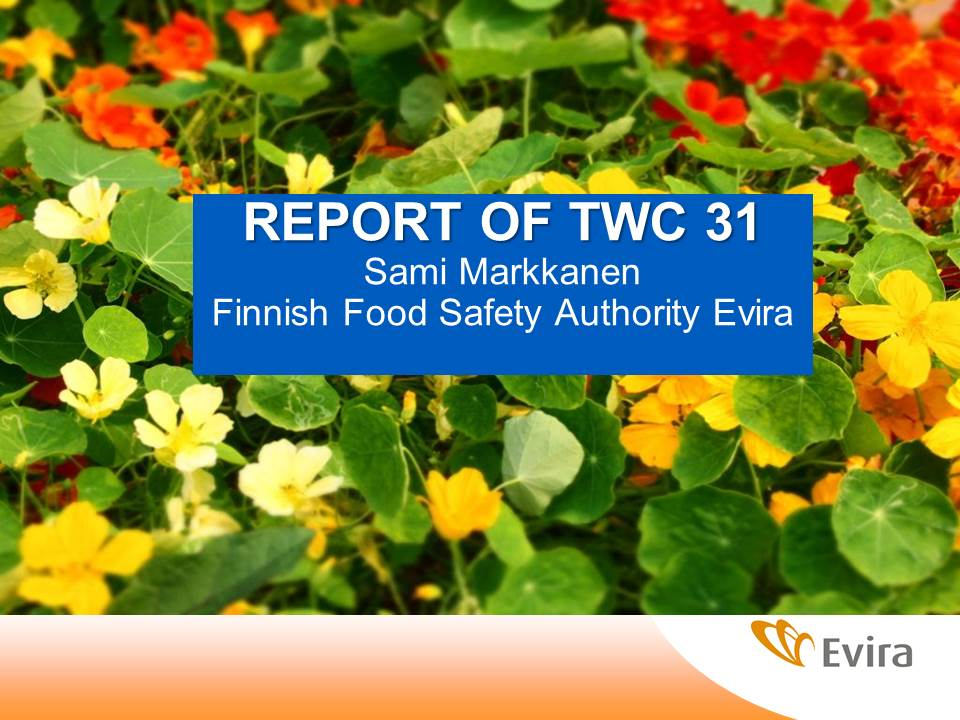 REPORT OF TWC 31
Sami Markkanen
Finnish Food Safety Authority Evira
Evira